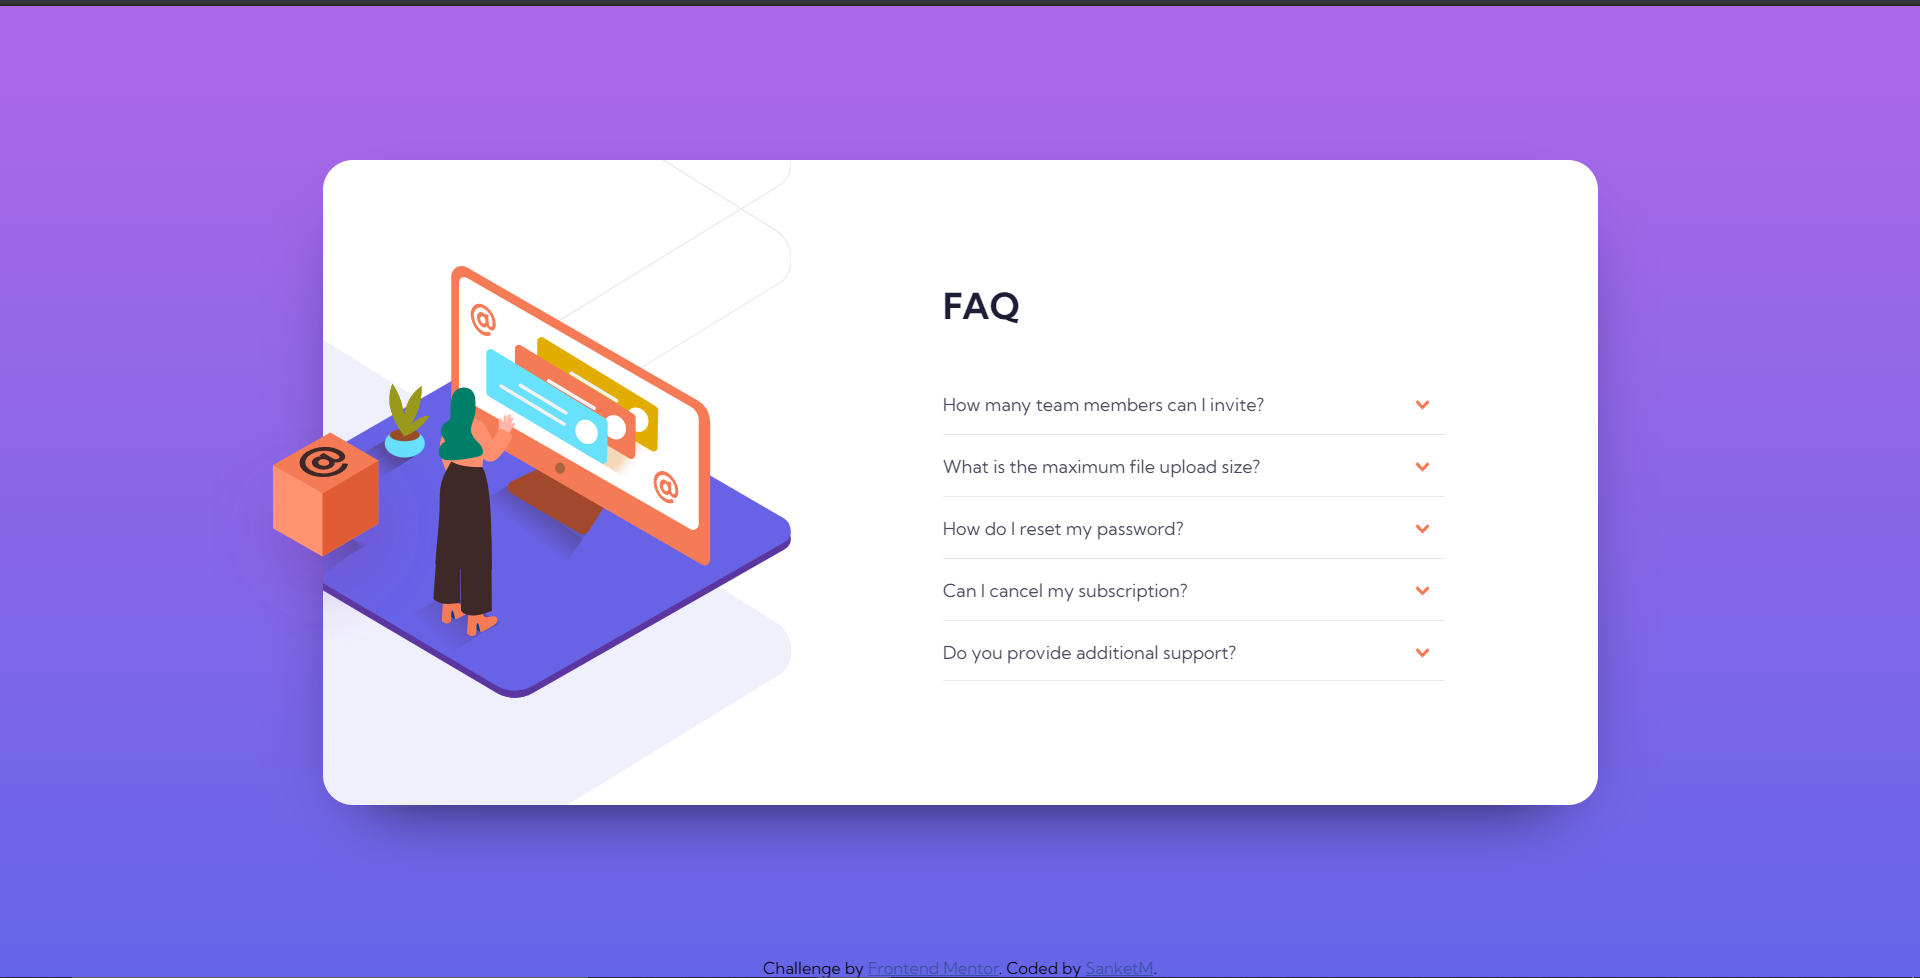 FAQ
How many team members can I invite?
What is the maximum file upload size?
How do I reset my password?
Can I cancel my subscription?
Do you provide additional support?
@
@
@
Challenge by Frontend Mentor. Coded by SanketM.